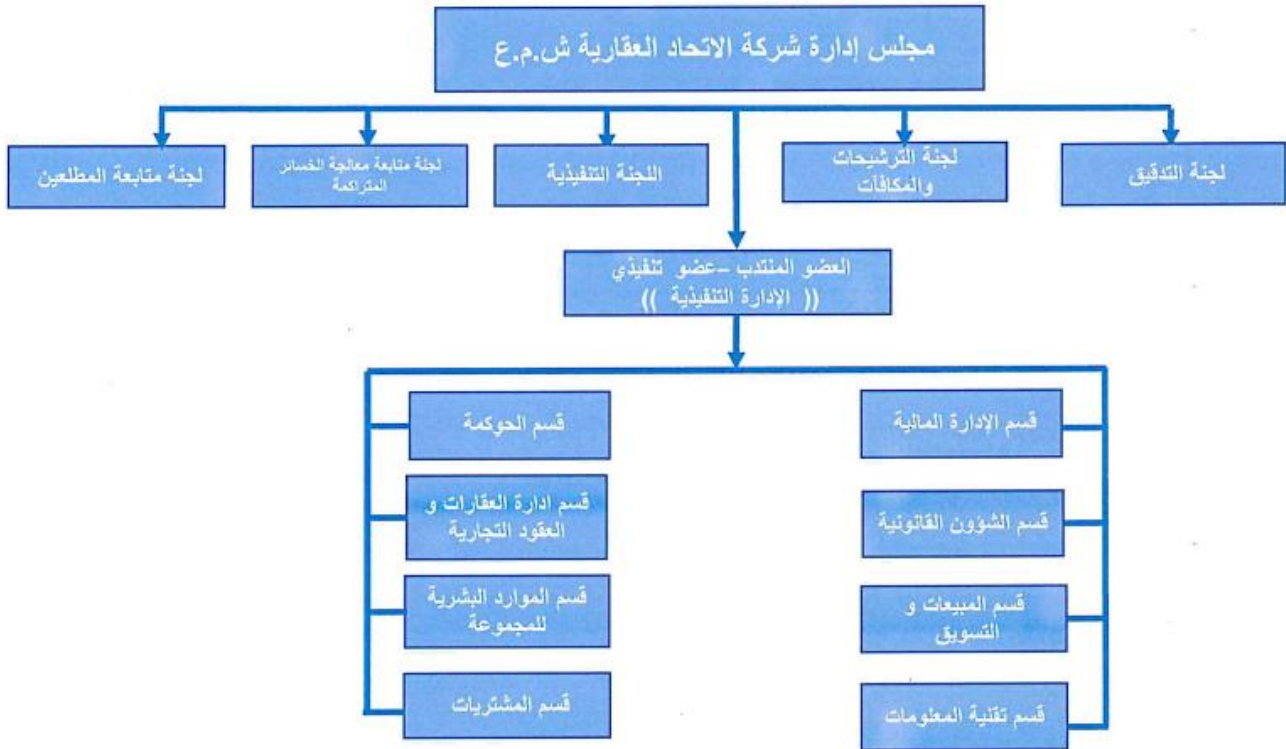 مجلس إدارة شركة الاتحاد العقارية ش.م.ع
لجنة التدقيق
لجنة الترشيحات
والمكافآت
اللجنة التنفيذية
لجنة متابعة معالجة الخسائر
المتراكمة
لجنة متابعة المطلعين
العضو المنتدب –عضو تنفيذي
(( الإدارة التنفيذية ))
قسم الإدارة المالية
قسم الشؤون القانونية
قسم المبيعات و
التسويق
قسم تقنية المعلومات
قسم الحوكمة
قسم ادارة العقارات و
العقود التجارية
قسم الموارد البشرية
للمجموعة
قسم المشتريات